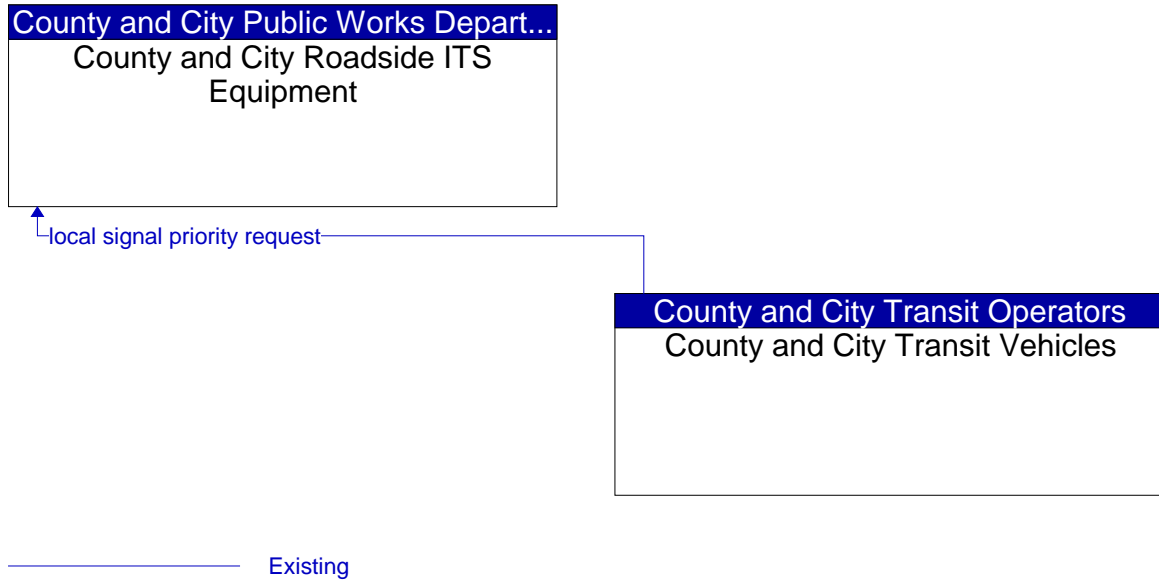 County and City Public Works Depart...
County and City Roadside ITS
Equipment
local signal priority request
County and City Transit Operators
County and City Transit Vehicles
Existing